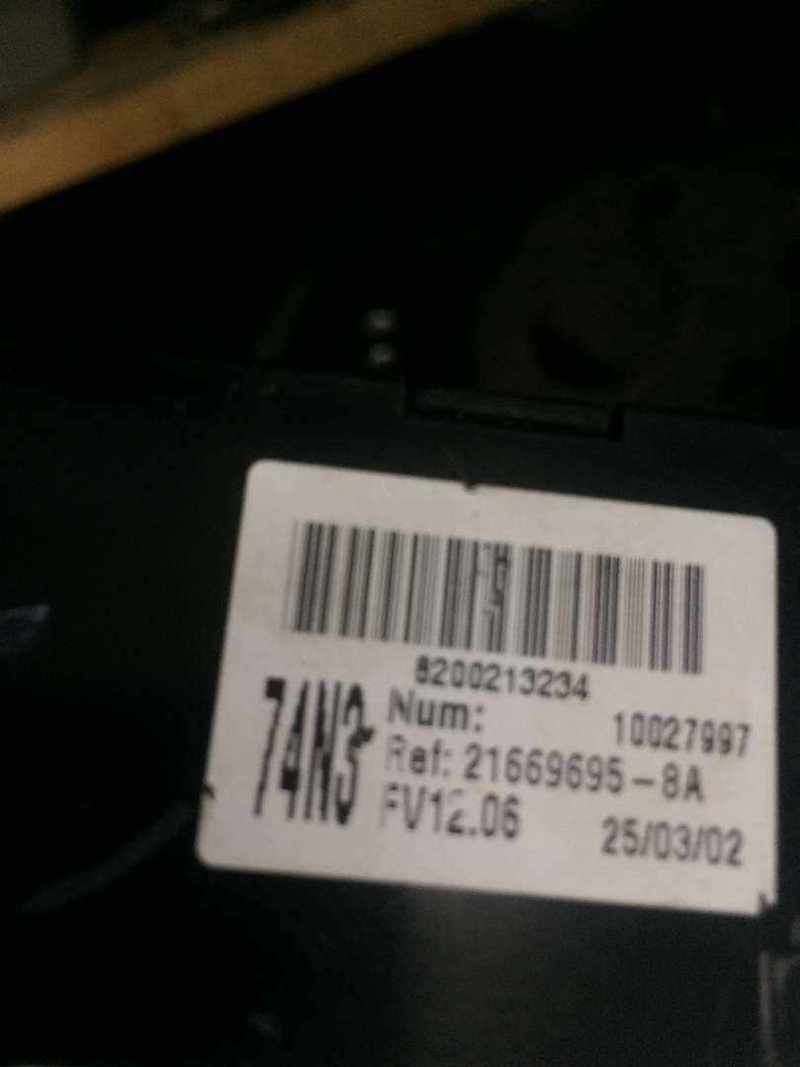 8200213234
74N3
Num: 10027997
Ref: 21669695-8A
FV12.06 25/03/02